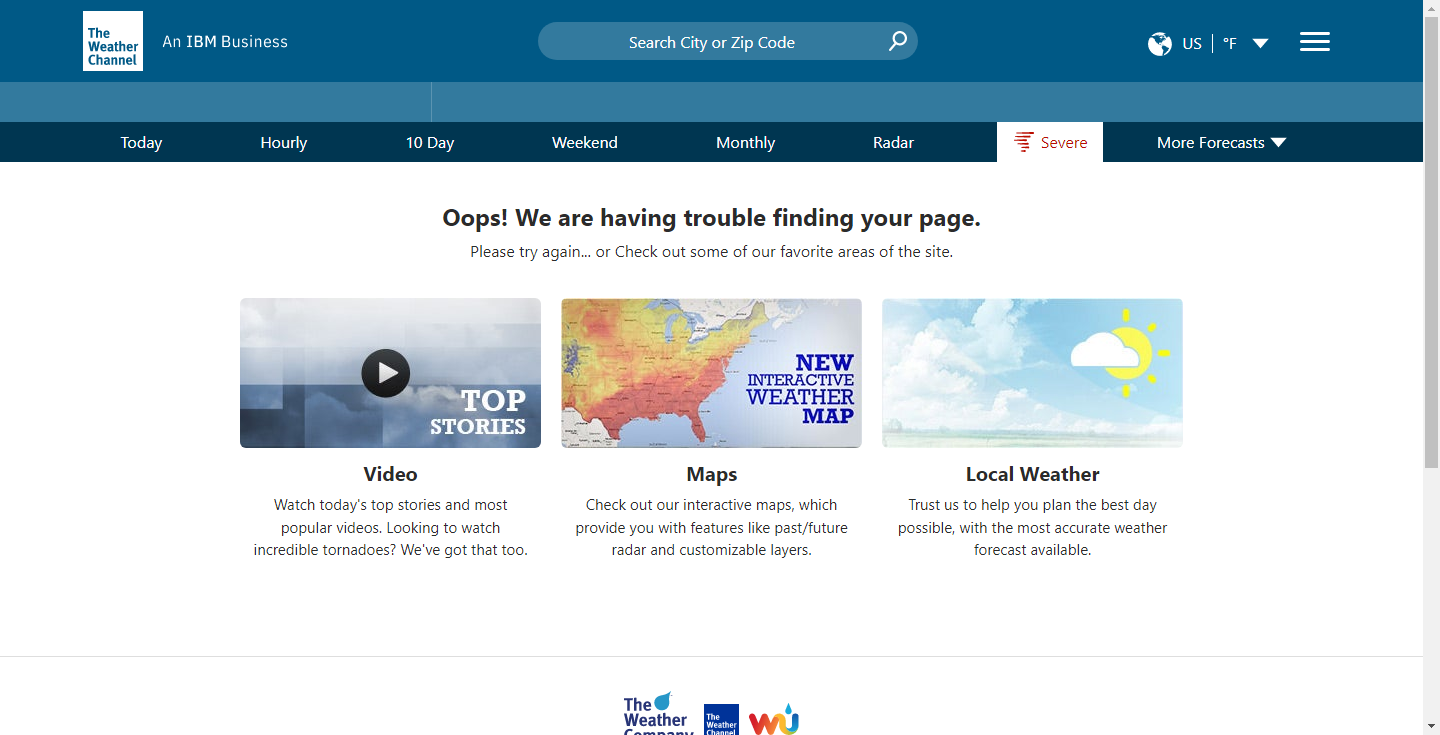 The
Weather
Channel
An IBM Business
Search City or Zip Code
US
°F
Today
Hourly
10 Day
Weekend
Monthly
Radar
Severe
More Forecasts
Oops! We are having trouble finding your page.
Please try again... or Check out some of our favorite areas of the site.
TOP
STORIES
NEW
INTERACTIVE
WEATHER
MAP
Video
Watch today's top stories and most
popular videos. Looking to watch
incredible tornadoes? We've got that too.
Maps
Check out our interactive maps, which
provide you with features like past/future
radar and customizable layers.
Local Weather
Trust us to help you plan the best day
possible, with the most accurate weather
forecast available.
The
Weather
Company
The
Weather
Channel
wu